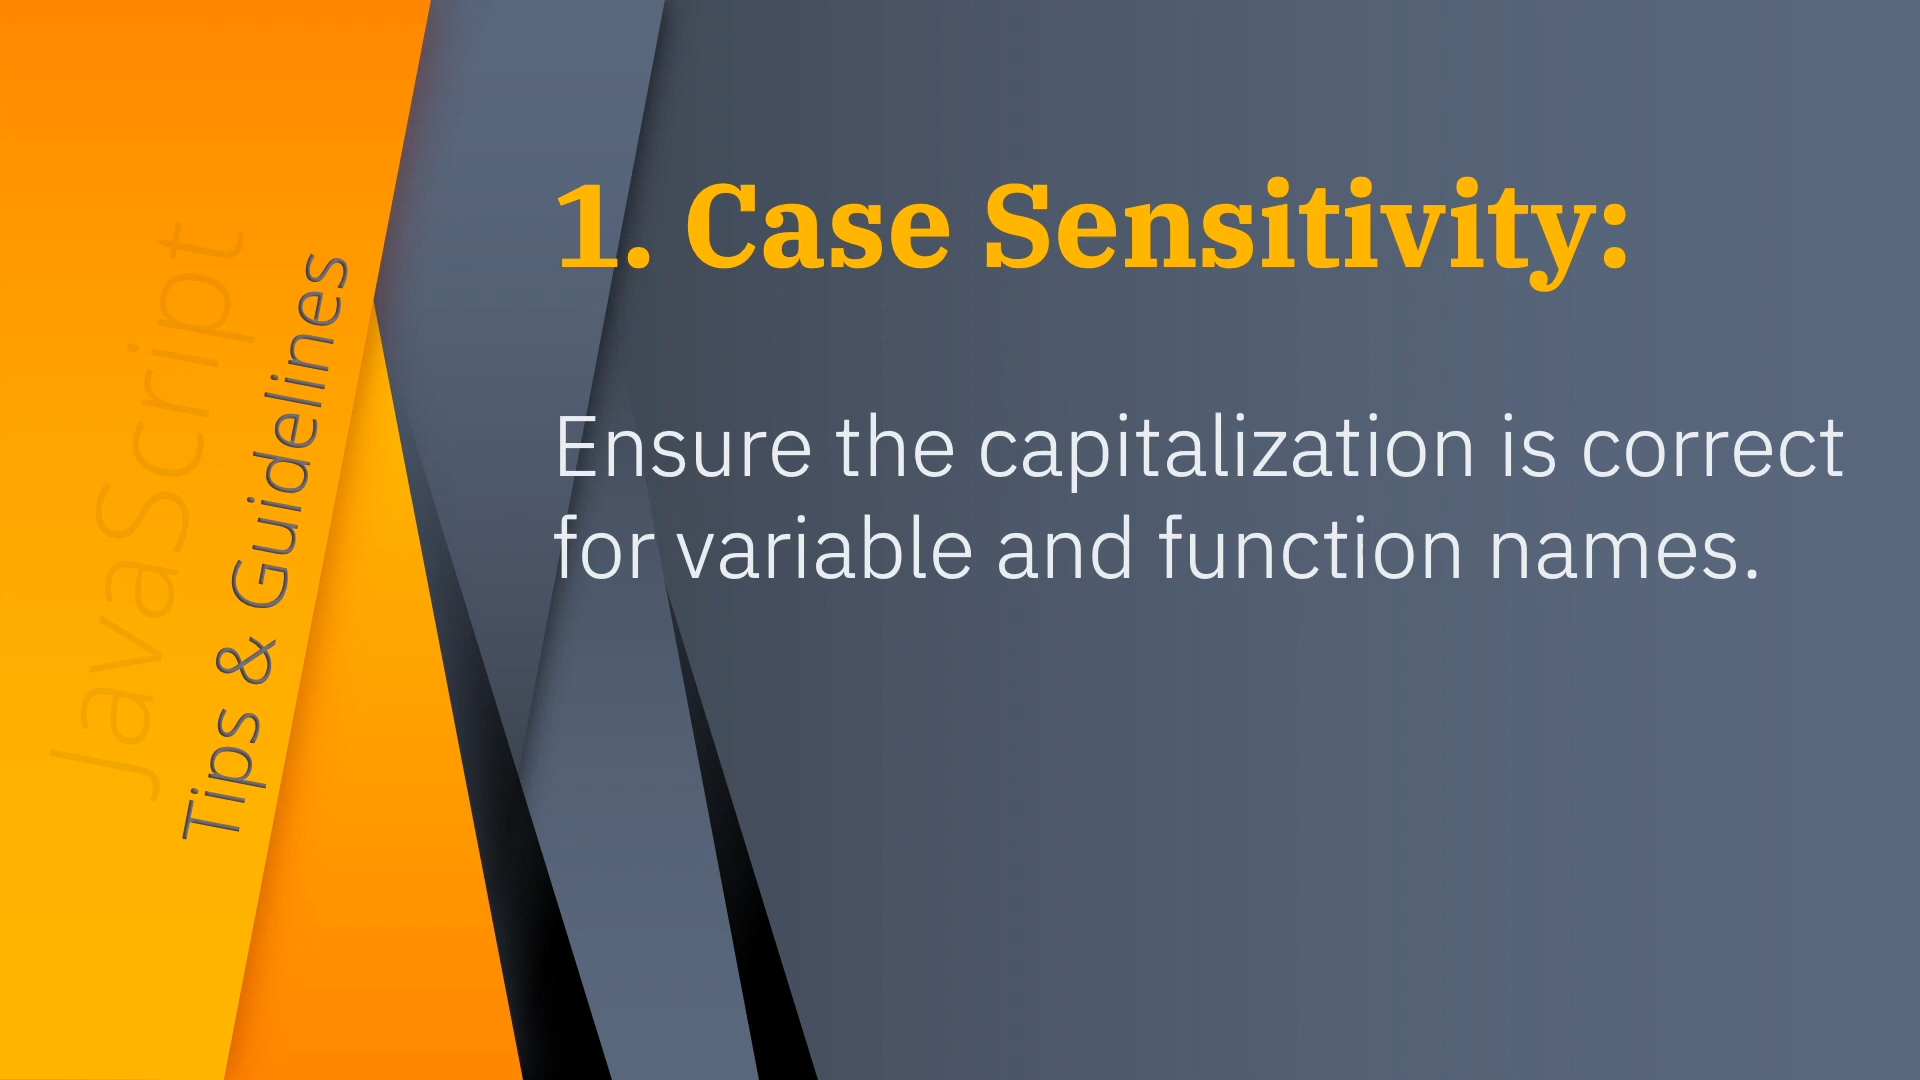 JavaScript
Tips & Guidelines
1. Case Sensitivity:
Ensure the capitalization is correct
for variable and function names.